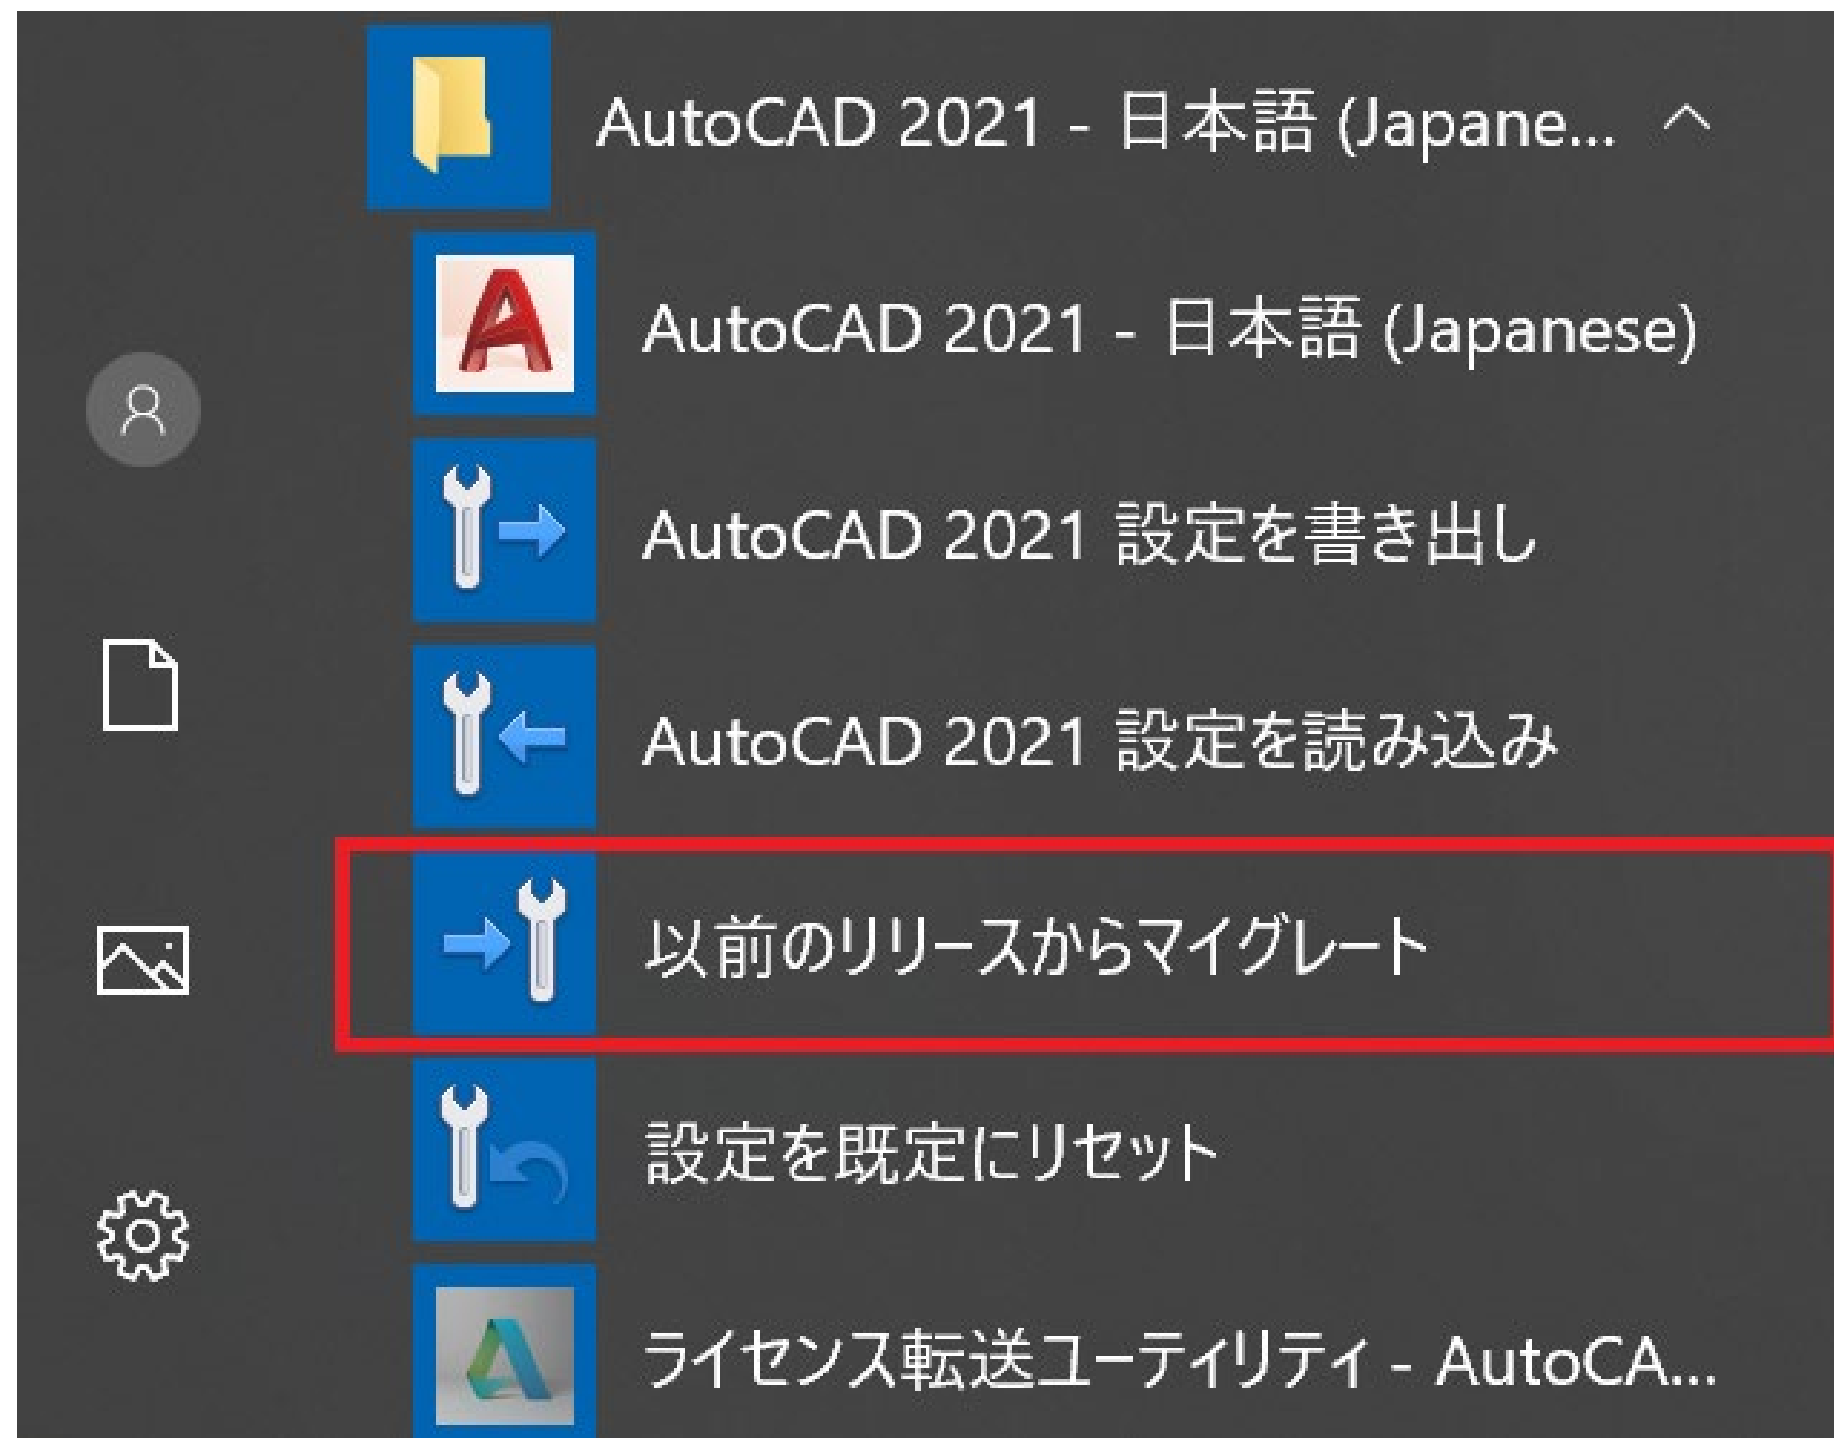 AutoCAD 2021 - 日本語 (Japane...
AutoCAD 2021 - 日本語 (Japanese)
AutoCAD 2021 設定を書き出し
AutoCAD 2021 設定を読み込み
以前のリリースからマイグレート
設定を既定にリセット
ライセンス転送ユーティリティ - AutoCA...